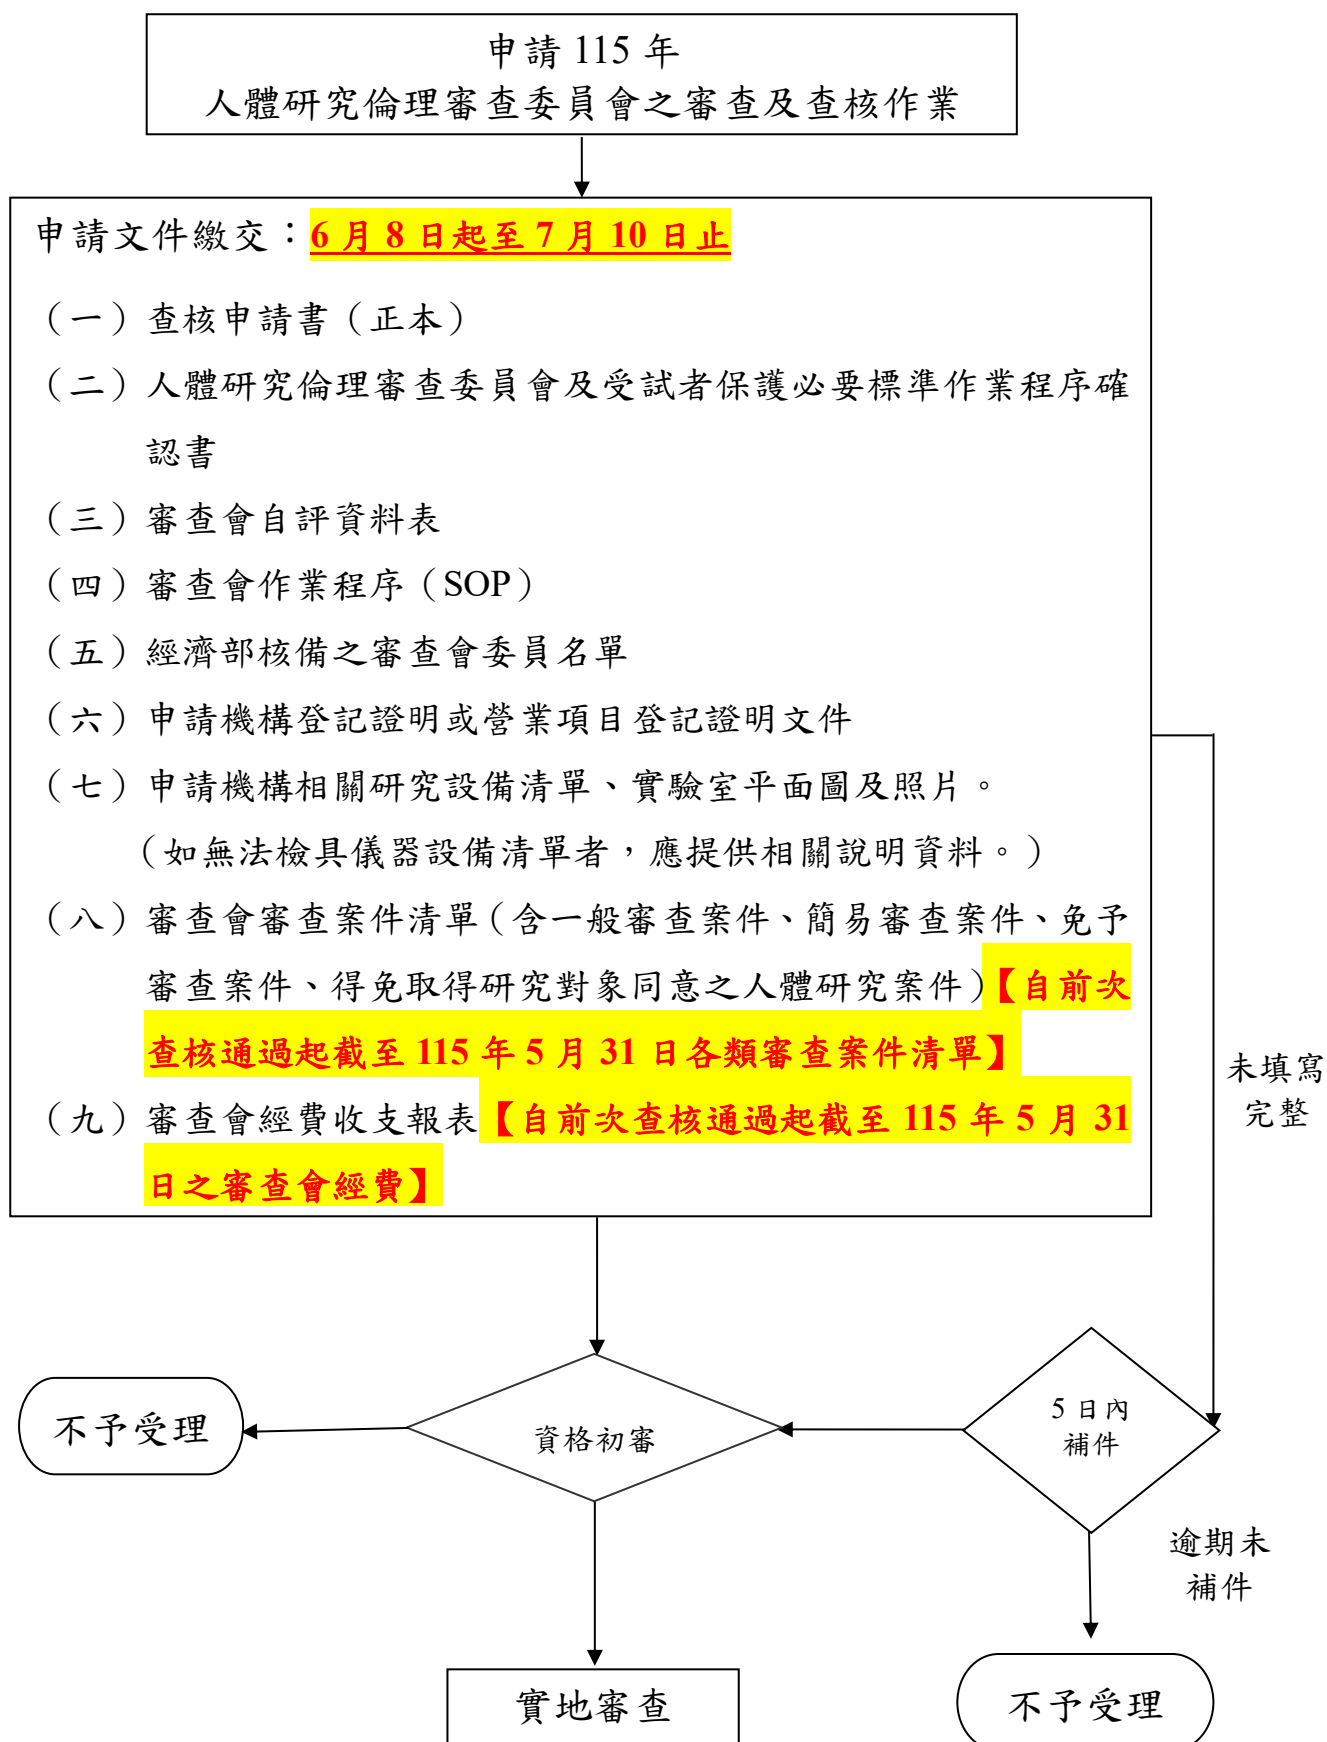 申請 115 年
人體研究倫理審查委員會之審查及查核作業
申請文件繳交：6 月 8 日起至 7 月 10 日止
（一）查核申請書（正本）
（二）人體研究倫理審查委員會及受試者保護必要標準作業程序確
認書
（三）審查會自評資料表
（四）審查會作業程序（SOP）
（五）經濟部核備之審查會委員名單
（六）申請機構登記證明或營業項目登記證明文件
（七）申請機構相關研究設備清單、實驗室平面圖及照片。
（如無法檢具儀器設備清單者，應提供相關說明資料。）
（八）審查會審查案件清單（含一般審查案件、簡易審查案件、免予
審查案件、得免取得研究對象同意之人體研究案件）【自前次
查核通過起截至 115 年 5 月 31 日各類審查案件清單】
（九）審查會經費收支報表【自前次查核通過起截至 115 年 5 月 31
日之審查會經費】
未填寫
完整
不予受理
資格初審
5 日內
補件
逾期未
補件
實地審查
不予受理